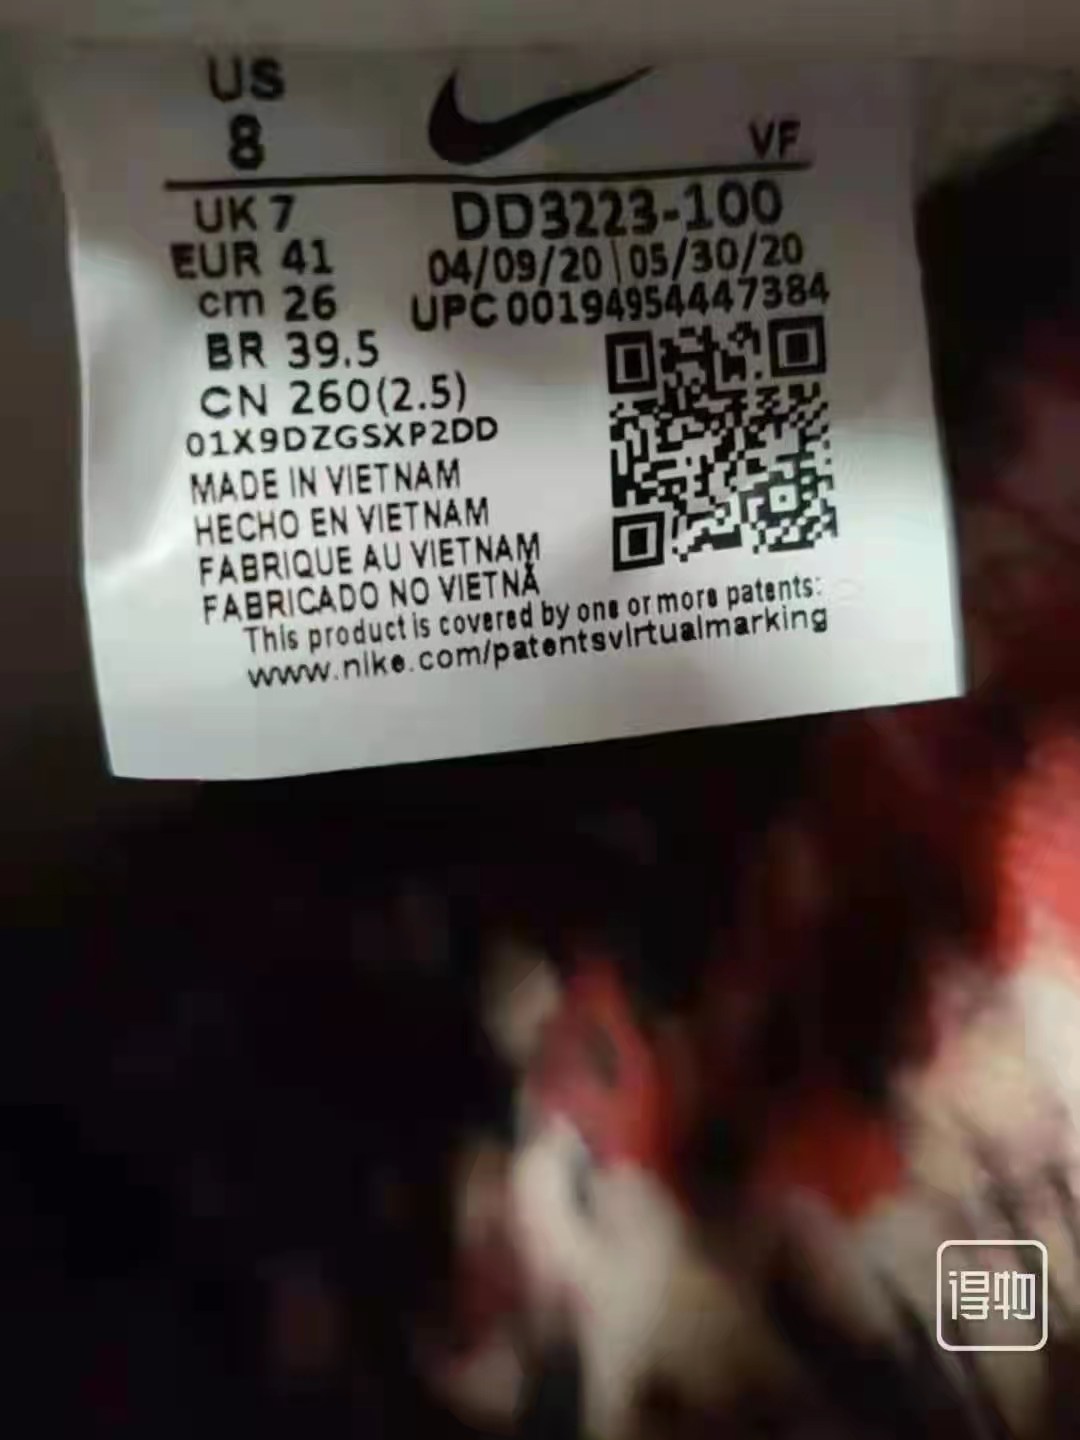 US
8
VF
UK 7
DD3223-100
EUR 41
04/09/20 | 05/30/20
cm 26
UPC 00194954447384
BR 39.5
CN 260(2.5)
01X9DZGSXP2DD
MADE IN VIETNAM
HECHO EN VIETNAM
FABRIQUE AU VIETNAM
FABRICADO NO VIETNÃ
This product is covered by one or more patents:
www.nike.com/patentsvirtualmarking
得物